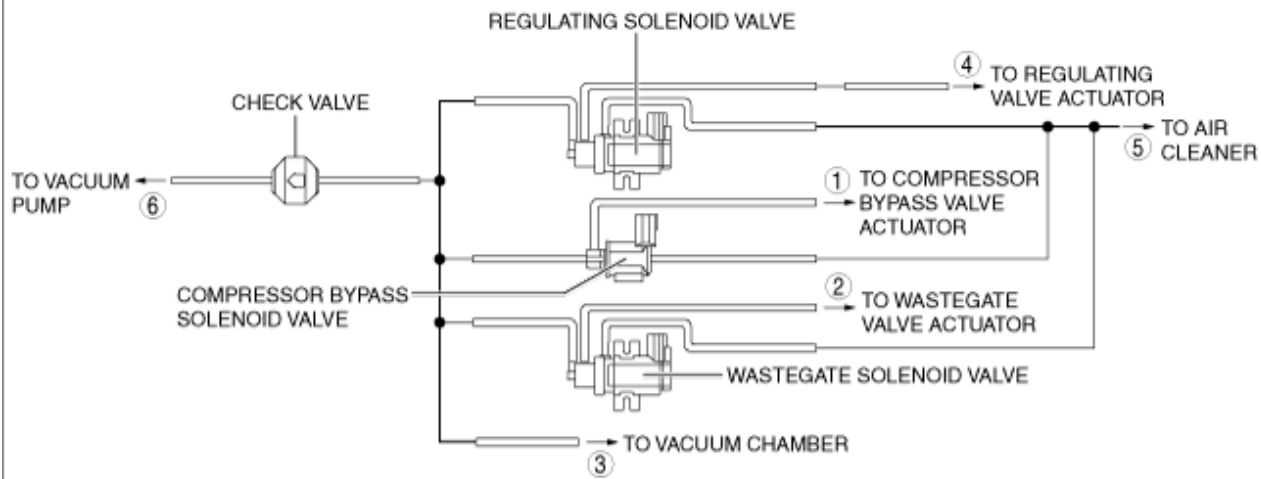 REGULATING SOLENOID VALVE
④
TO REGULATING
VALVE ACTUATOR
CHECK VALVE
TO AIR
CLEANER
⑤
TO VACUUM
PUMP
⑥
①
TO COMPRESSOR
BYPASS VALVE
ACTUATOR
COMPRESSOR BYPASS
SOLENOID VALVE
②
TO WASTEGATE
VALVE ACTUATOR
WASTEGATE SOLENOID VALVE
TO VACUUM CHAMBER
③